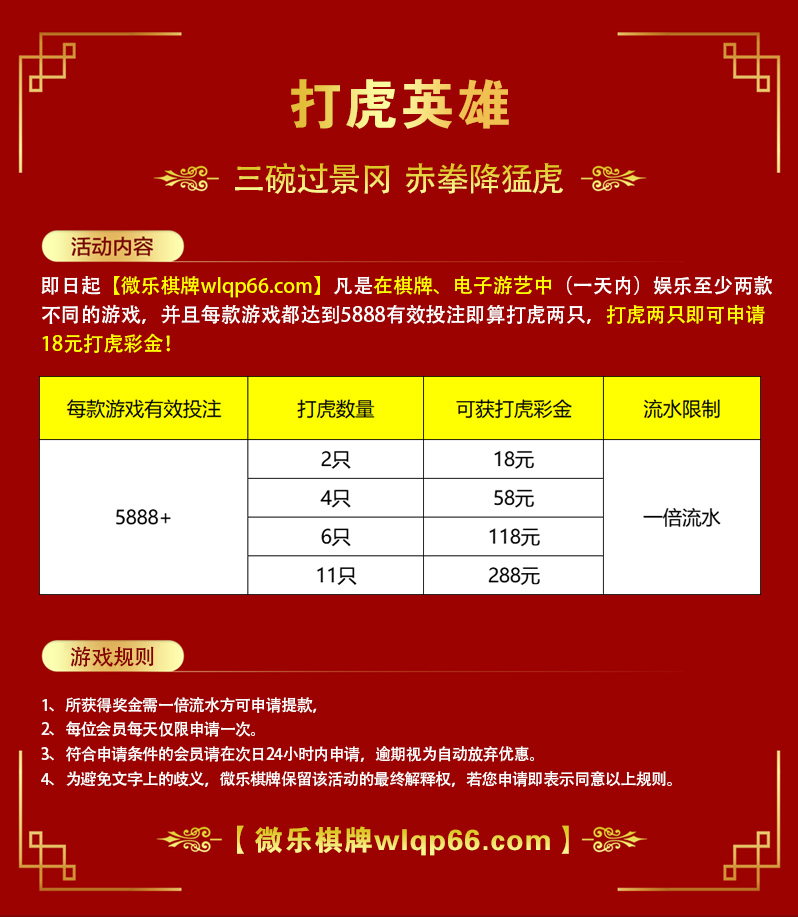 打虎英雄
三碗过景冈 赤拳降猛虎
活动内容
即日起【微乐棋牌wlqp66.com】凡是在棋牌、电子游艺中（一天内）娱乐至少两款
不同的游戏，并且每款游戏都达到5888有效投注即算打虎两只，打虎两只即可申请
18元打虎彩金！
每款游戏有效投注 打虎数量 可获打虎彩金 流水限制
5888+ 一倍流水
2只 18元
4只 58元
6只 118元
11只 288元
游戏规则
1、所获得奖金需一倍流水方可申请提款,
2、每位会员每天仅限申请一次。
3、符合申请条件的会员请在次日24小时内申请，逾期视为自动放弃优惠。
4、为避免文字上的歧义，微乐棋牌保留该活动的最终解释权，若您申请即表示同意以上规则。
【微乐棋牌wlqp66.com】